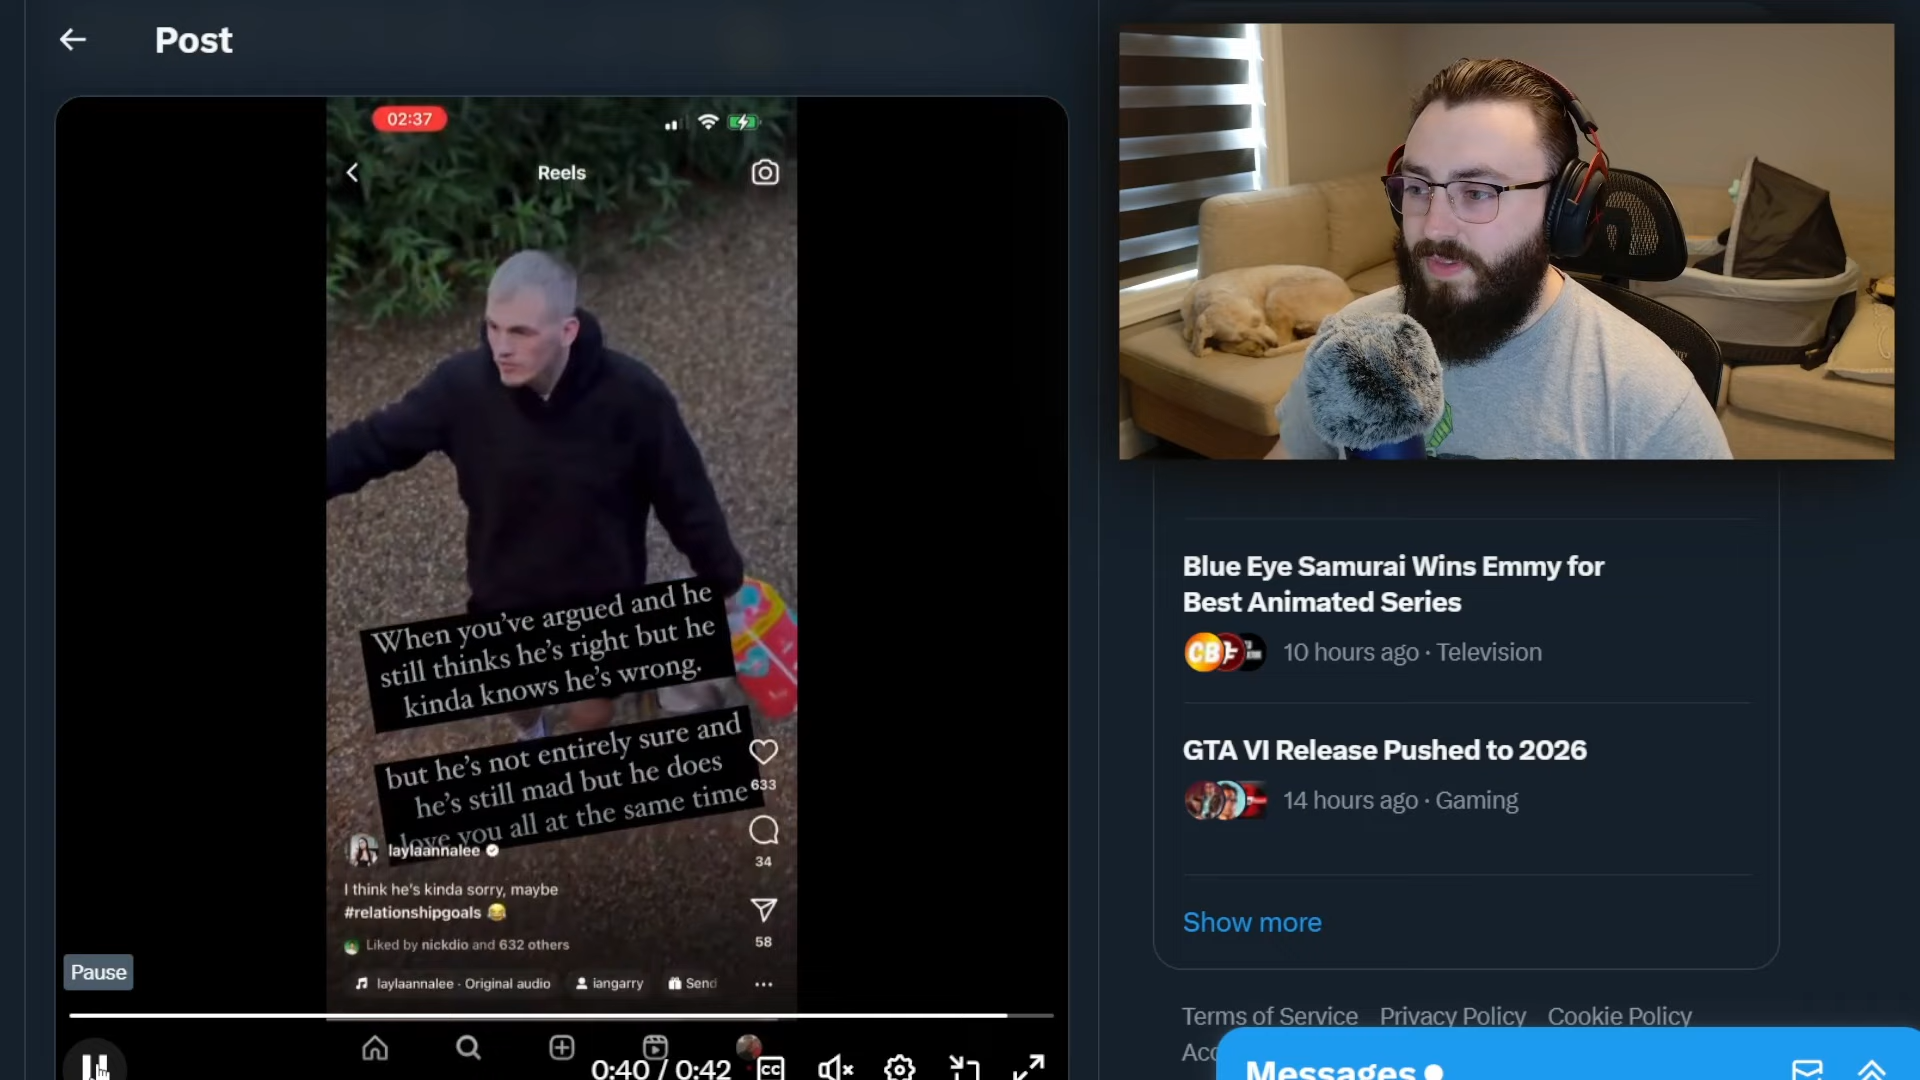 Post
02:37
Reels
When you've argued and he
still thinks he's right but he
kinda knows he's wrong.
but he's not entirely sure and
he's still mad but he does
love you all at the same time
633
34
58
laylaannalee
I think he's kinda sorry, maybe
#relationshipgoals 😂
Liked by nickdio and 632 others
laylaannalee · Original audio
iangarry
Send
Pause
0:40 / 0:42
CC
Blue Eye Samurai Wins Emmy for
Best Animated Series
CB
10 hours ago · Television
GTA VI Release Pushed to 2026
14 hours ago · Gaming
Show more
Terms of Service Privacy Policy Cookie Policy
Messages